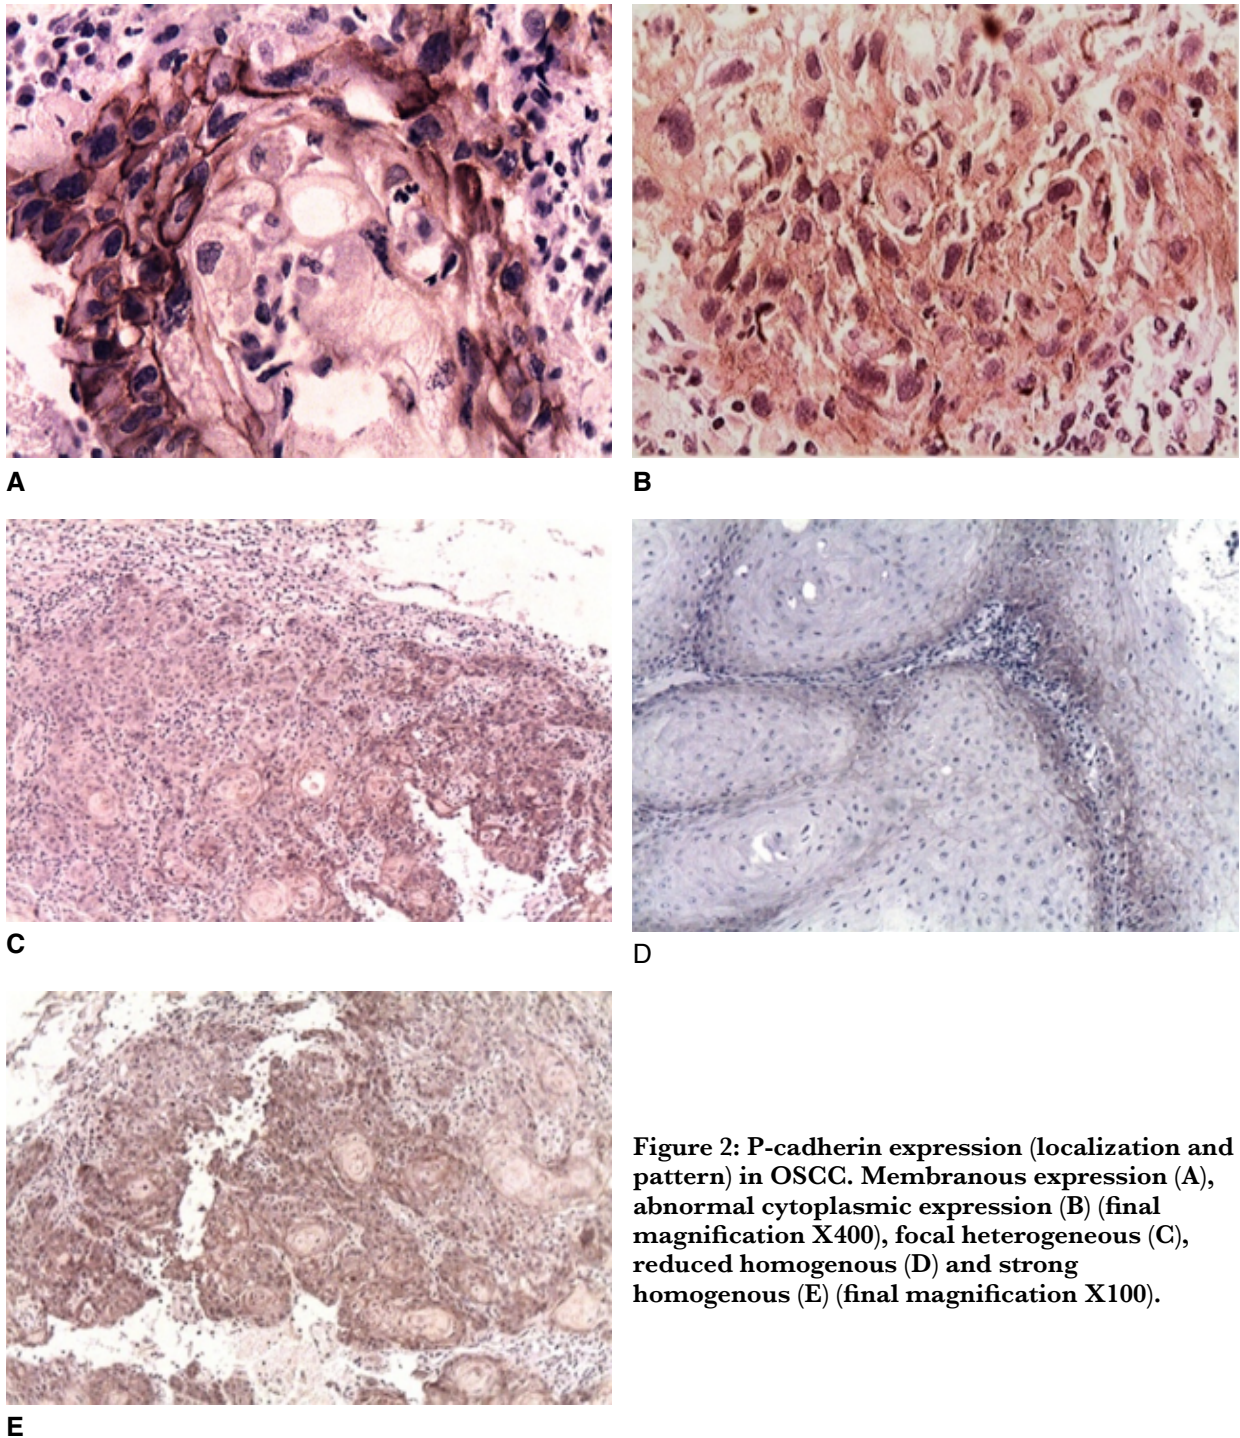 A
B
C
D
E
Figure 2: P-cadherin expression (localization and
pattern) in OSCC. Membranous expression (A),
abnormal cytoplasmic expression (B) (final
magnification X400), focal heterogeneous (C),
reduced homogenous (D) and strong
homogenous (E) (final magnification X100).